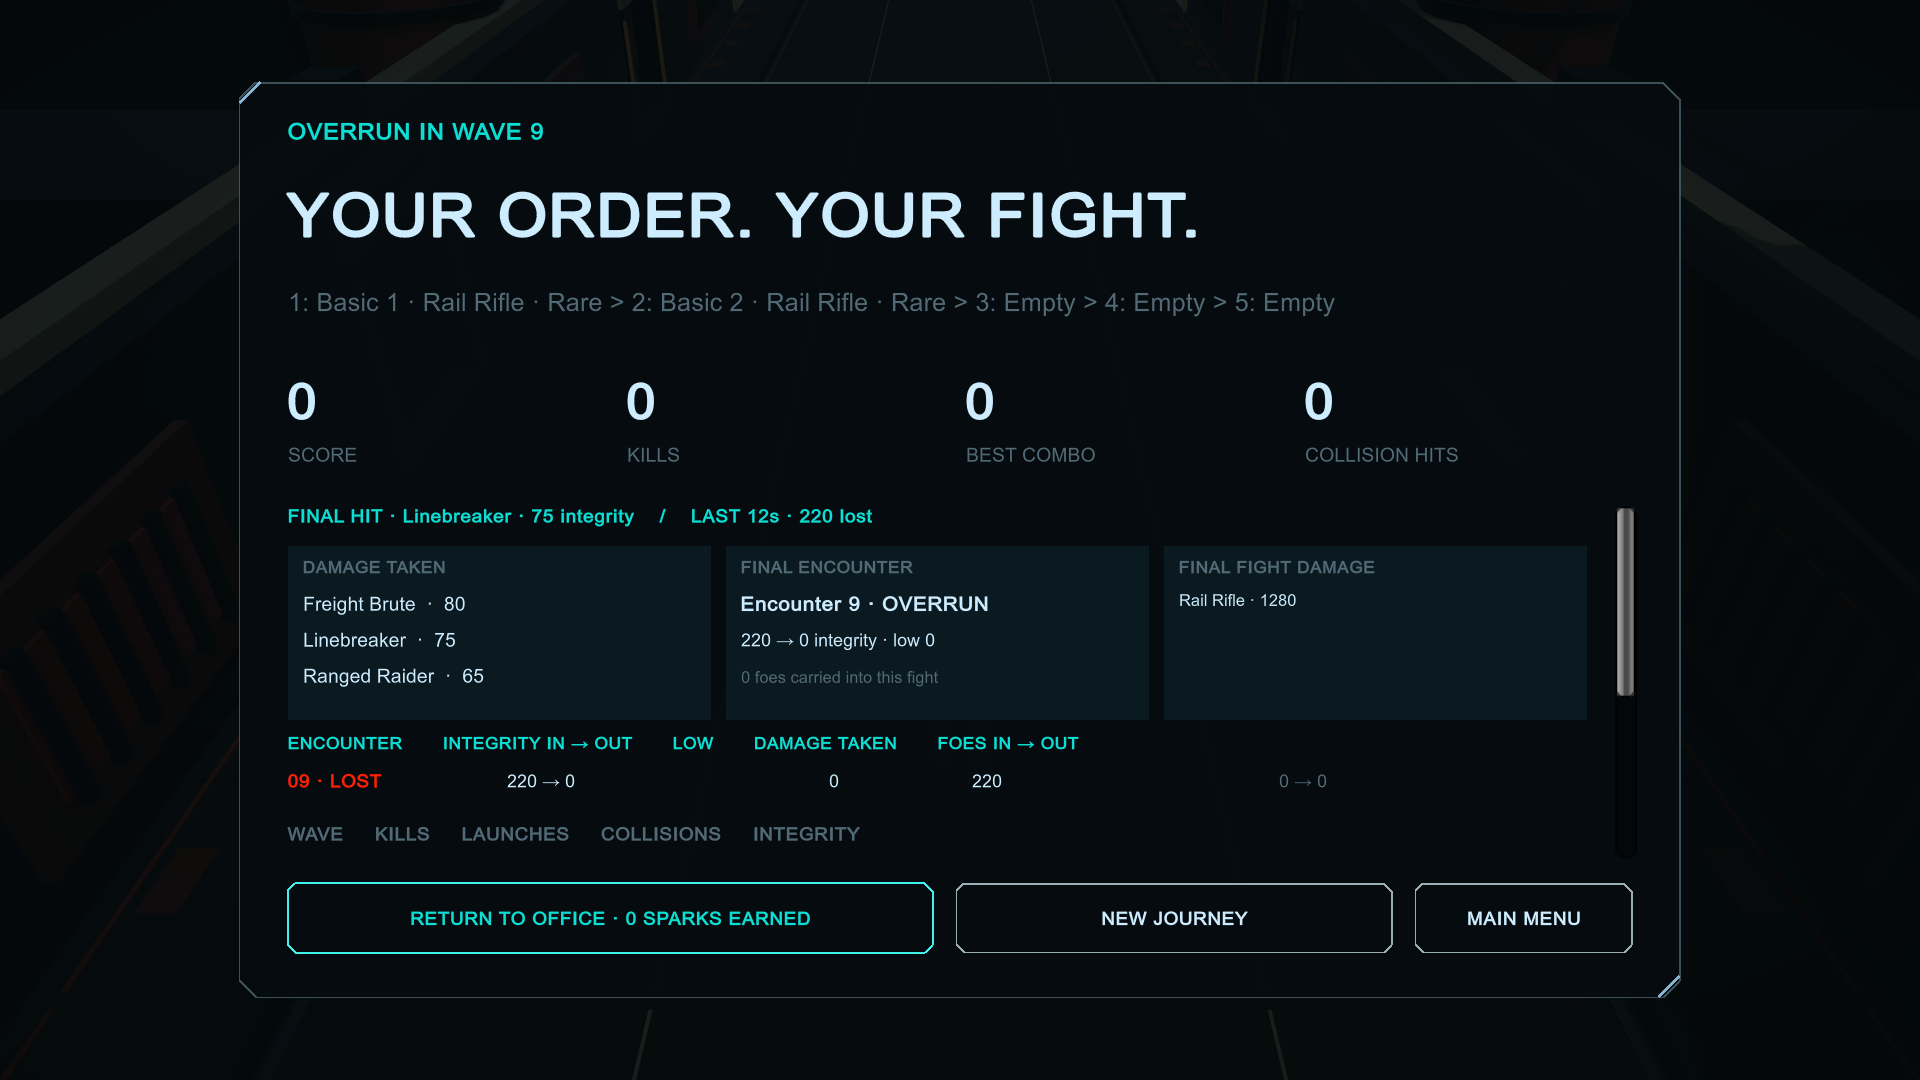 OVERRUN IN WAVE 9
YOUR ORDER. YOUR FIGHT.
1: Basic 1 · Rail Rifle · Rare > 2: Basic 2 · Rail Rifle · Rare > 3: Empty > 4: Empty > 5: Empty
0 0 0 0
SCORE KILLS BEST COMBO COLLISION HITS
FINAL HIT · Linebreaker · 75 integrity / LAST 12s · 220 lost
DAMAGE TAKEN
Freight Brute · 80
Linebreaker · 75
Ranged Raider · 65
FINAL ENCOUNTER
Encounter 9 · OVERRUN
220 → 0 integrity · low 0
0 foes carried into this fight
FINAL FIGHT DAMAGE
Rail Rifle · 1280
ENCOUNTER INTEGRITY IN → OUT LOW DAMAGE TAKEN FOES IN → OUT
09 · LOST 220 → 0 0 220 0 → 0
WAVE KILLS LAUNCHES COLLISIONS INTEGRITY
RETURN TO OFFICE · 0 SPARKS EARNED NEW JOURNEY MAIN MENU